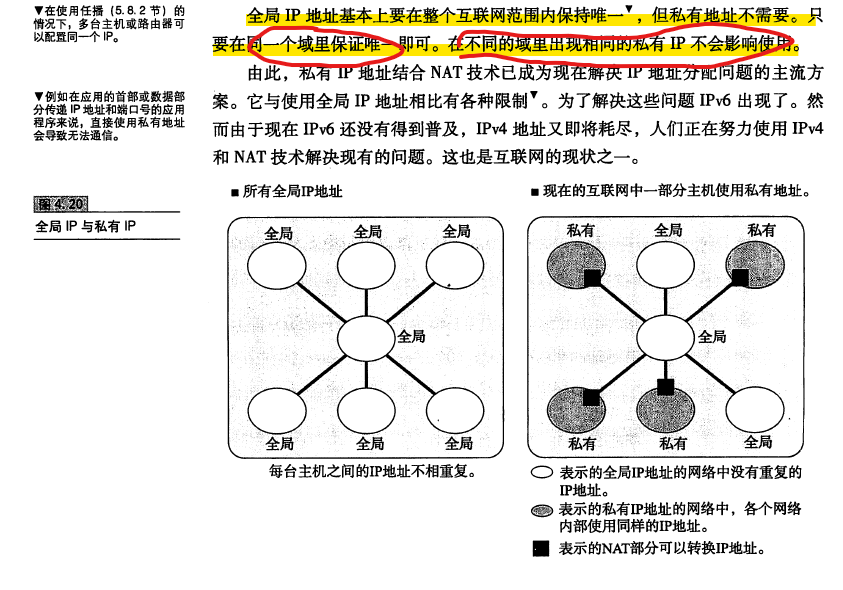 ▼在使用任播（5.8.2 节）的
情况下，多台主机或路由器可
以配置同一个 IP。
全局 IP 地址基本上要在整个互联网范围内保持唯一▼，但私有地址不需要。只
要在同一个域里保证唯一即可。在不同的域里出现相同的私有 IP 不会影响使用。
由此，私有 IP 地址结合 NAT 技术已成为现在解决 IP 地址分配问题的主流方
▼例如在应用的首部或数据部
分传递 IP 地址和端口号的应用
程序来说，直接使用私有地址
会导致无法通信。
案。它与使用全局 IP 地址相比有各种限制▼。为了解决这些问题 IPv6 出现了。然
而由于现在 IPv6 还没有得到普及，IPv4 地址又即将耗尽，人们正在努力使用 IPv4
和 NAT 技术解决现有的问题。这也是互联网的现状之一。
图 4.20
全局 IP 与私有 IP
■ 所有全局IP地址
全局 全局 全局
全局
全局 全局 全局
每台主机之间的IP地址不相重复。
■ 现在的互联网中一部分主机使用私有地址。
私有 全局 私有
全局
私有 私有 全局
表示的全局IP地址的网络中没有重复的
IP地址。
表示的私有IP地址的网络中，各个网络
内部使用同样的IP地址。
表示的NAT部分可以转换IP地址。